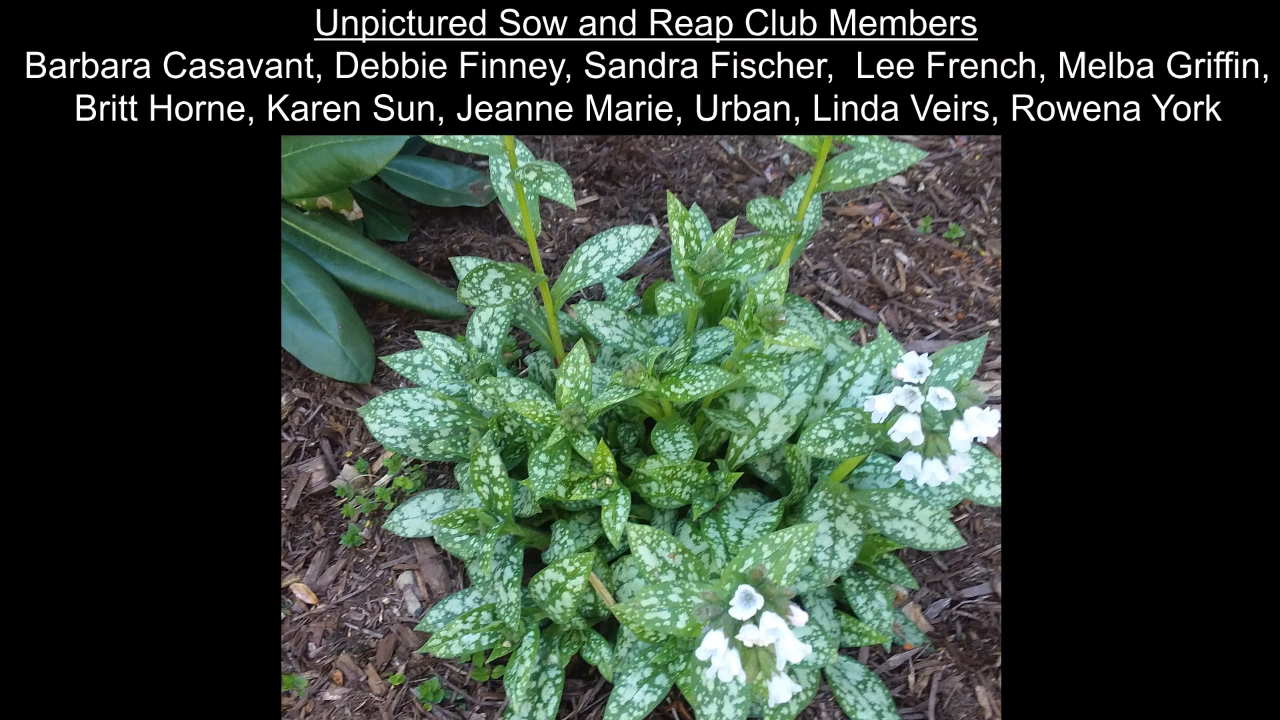 Unpictured Sow and Reap Club Members
Barbara Casavant, Debbie Finney, Sandra Fischer,  Lee French, Melba Griffin,
Britt Horne, Karen Sun, Jeanne Marie, Urban, Linda Veirs, Rowena York